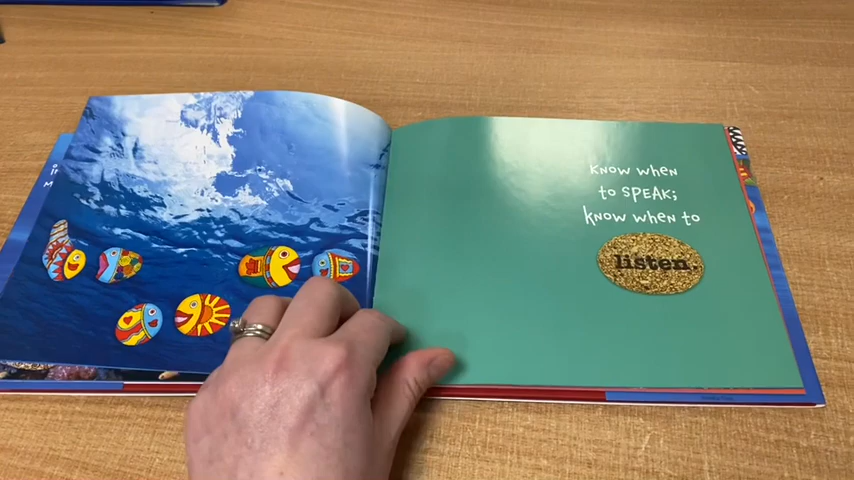 Know when
to SPEAK;
Know when to
listen.